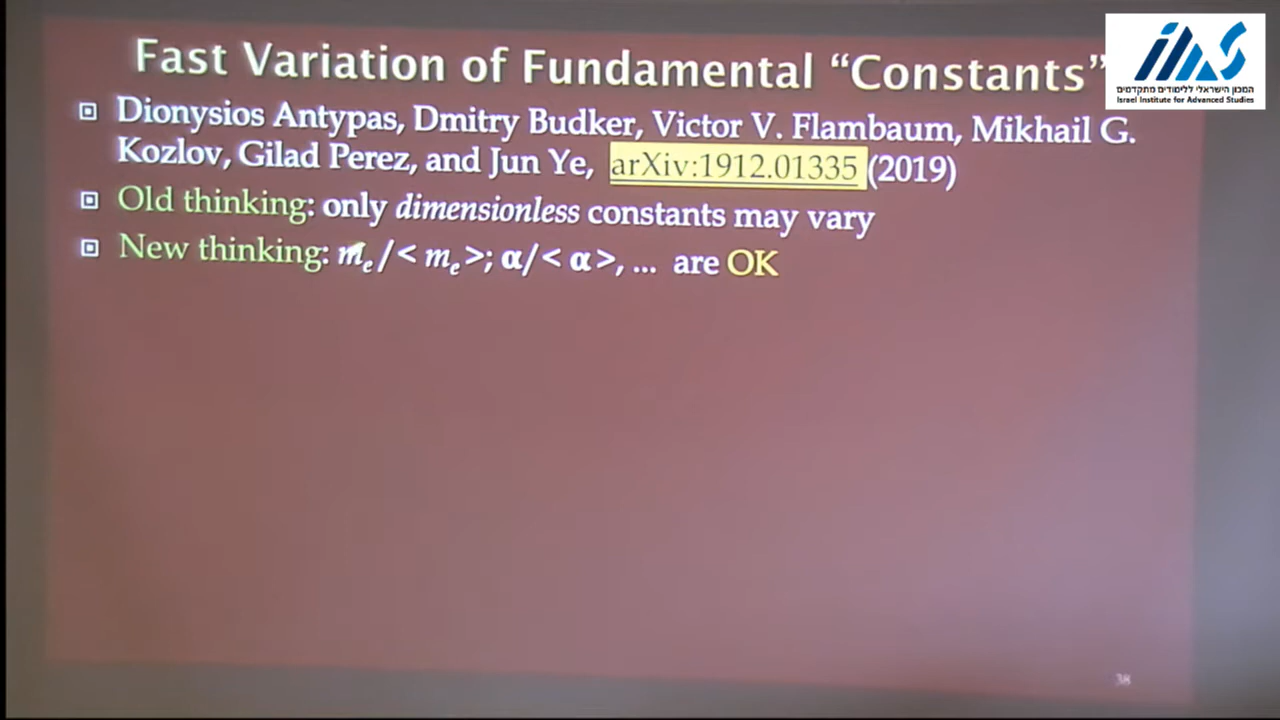 Fast Variation of Fundamental “Constants”
Dionysios Antypas, Dmitry Budker, Victor V. Flambaum, Mikhail G.
Kozlov, Gilad Perez, and Jun Ye, arXiv:1912.01335 (2019)
Old thinking: only dimensionless constants may vary
New thinking: mₑ/< mₑ>; α/< α>, ... are OK
38
המכון הישראלי ללימודים מתקדמים
Israel Institute for Advanced Studies